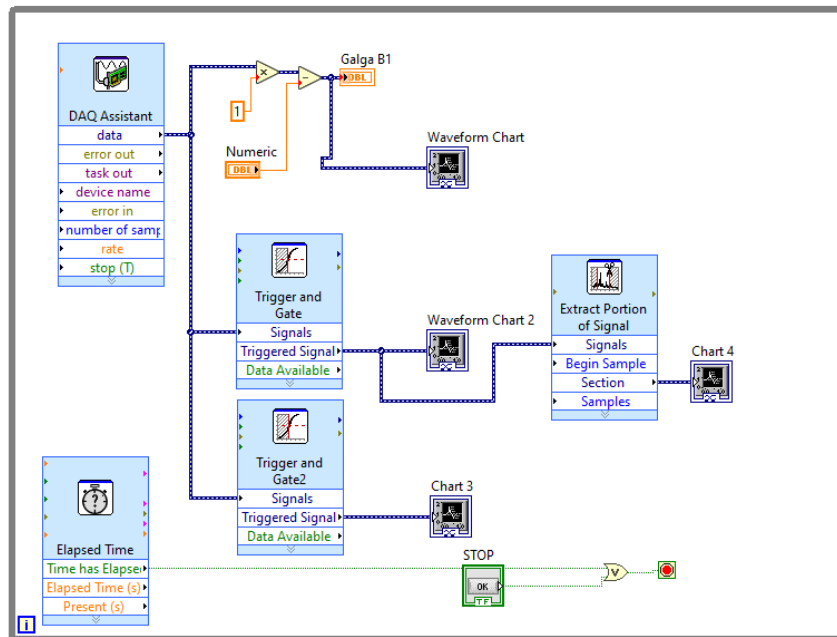 DAQ Assistant
data
error out
task out
device name
error in
number of samp
rate
stop (T)
1
Numeric
DBL
Galga B1
DBL
Waveform Chart
Trigger and
Gate
Signals
Triggered Signal
Data Available
Waveform Chart 2
Extract Portion
of Signal
Signals
Begin Sample
Section
Samples
Chart 4
Trigger and
Gate2
Signals
Triggered Signal
Data Available
Chart 3
Elapsed Time
Time has Elapse
Elapsed Time (s)
Present (s)
STOP
OK
TF
i